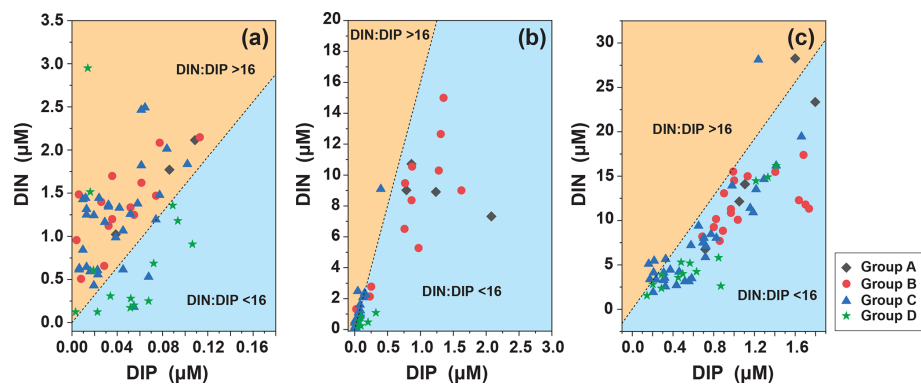 (a)
DIN:DIP >16
DIN:DIP <16
DIN (μM)
3.5
3.0
2.5
2.0
1.5
1.0
0.5
0.0
0.00 0.06 0.12 0.18
DIP (μM)
(b)
DIN:DIP >16
DIN:DIP <16
DIN (μM)
20
18
16
14
12
10
8
6
4
2
0
0.0 0.5 1.0 1.5 2.0 2.5 3.0
DIP (μM)
(c)
DIN:DIP >16
DIN:DIP <16
DIN (μM)
30
25
20
15
10
5
0
0.0 0.4 0.8 1.2 1.6
DIP (μM)
Group A
Group B
Group C
Group D